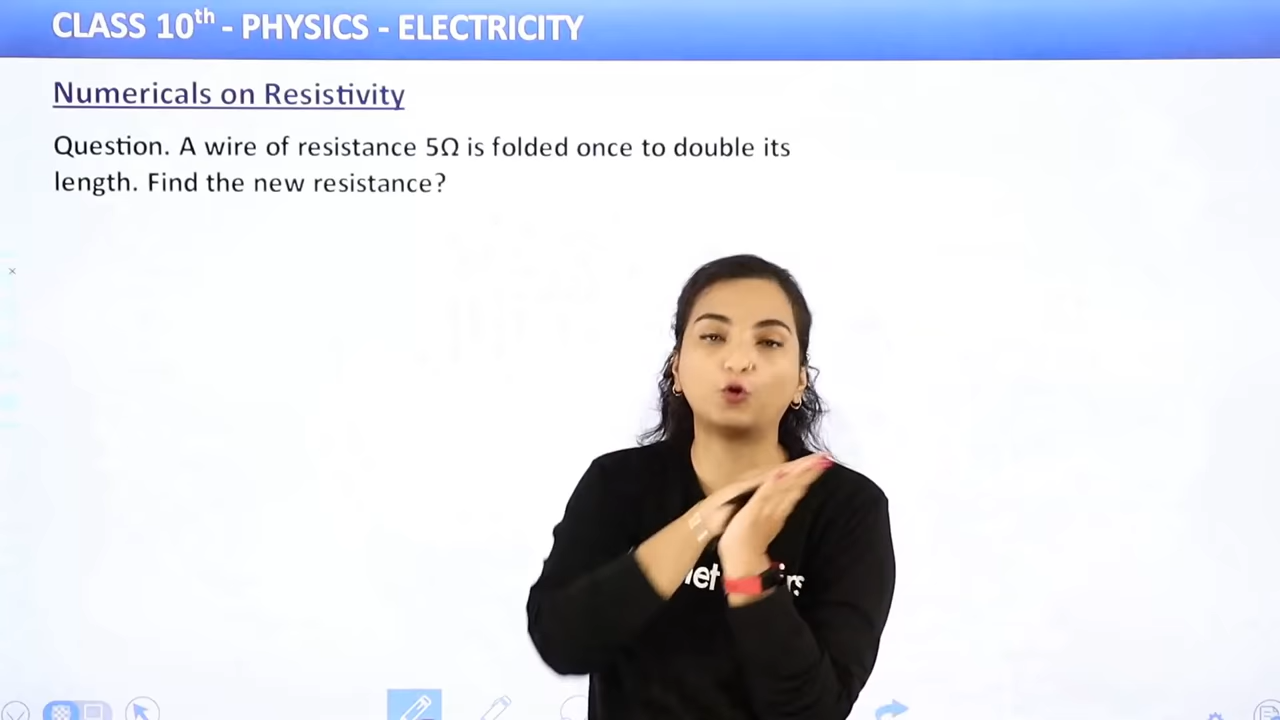 CLASS 10th - PHYSICS - ELECTRICITY
Numericals on Resistivity
Question. A wire of resistance 5Ω is folded once to double its
length. Find the new resistance?